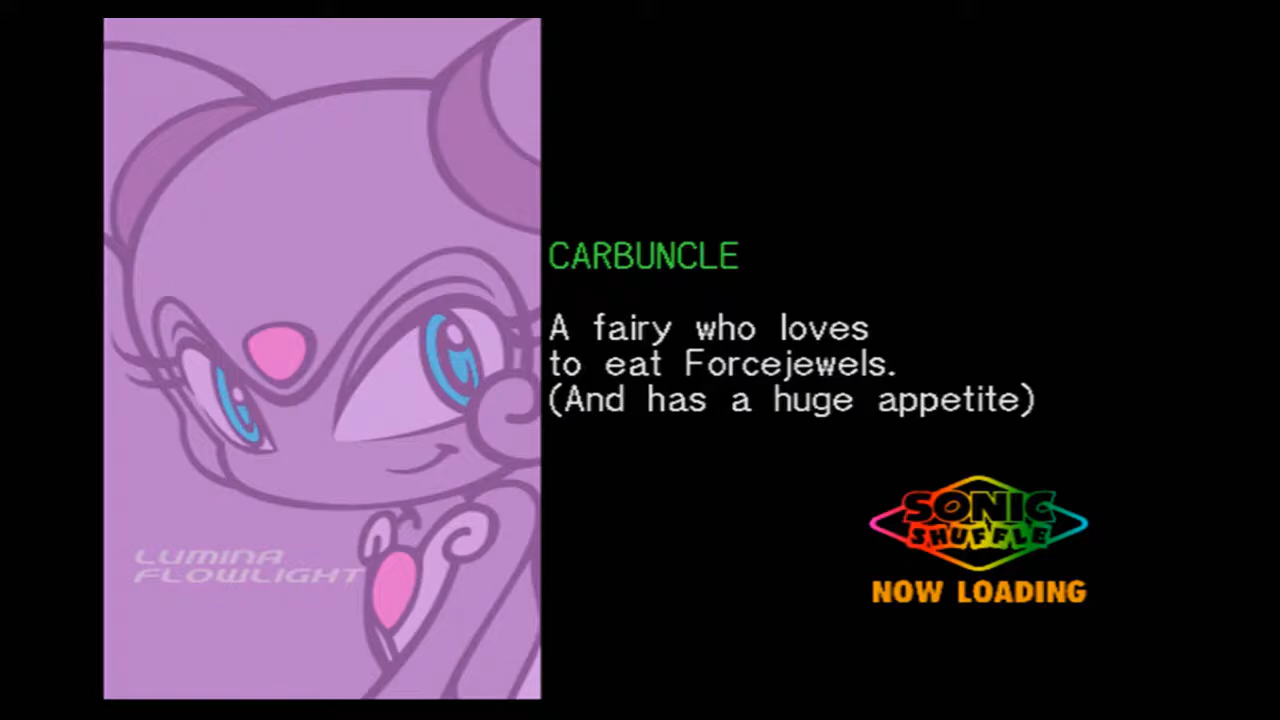 CARBUNCLE
A fairy who loves
to eat Forcejewels.
(And has a huge appetite)
LUMINA
FLOWLIGHT
SONIC
SHUFFLE
NOW LOADING